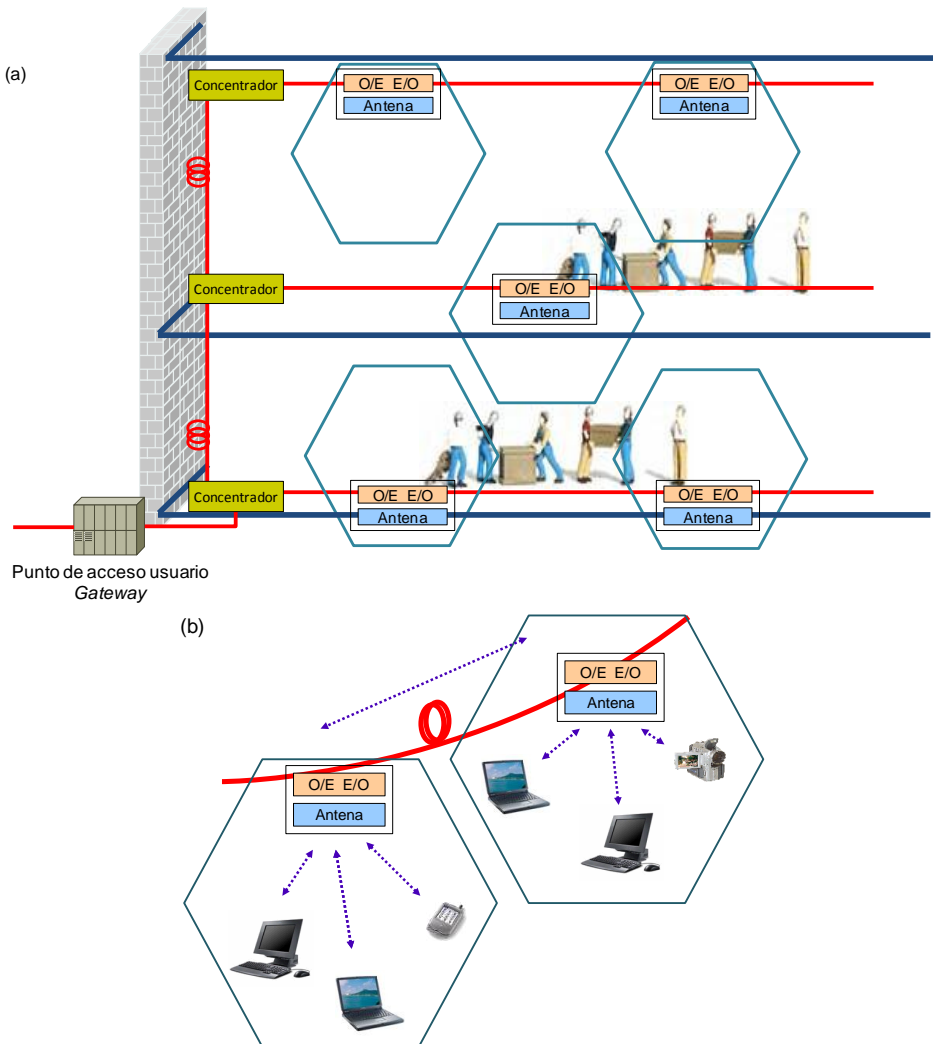 (a)
Concentrador
O/E E/O
Antena
O/E E/O
Antena
Concentrador
O/E E/O
Antena
Concentrador
O/E E/O
Antena
O/E E/O
Antena
Punto de acceso usuario
Gateway
(b)
O/E E/O
Antena
O/E E/O
Antena